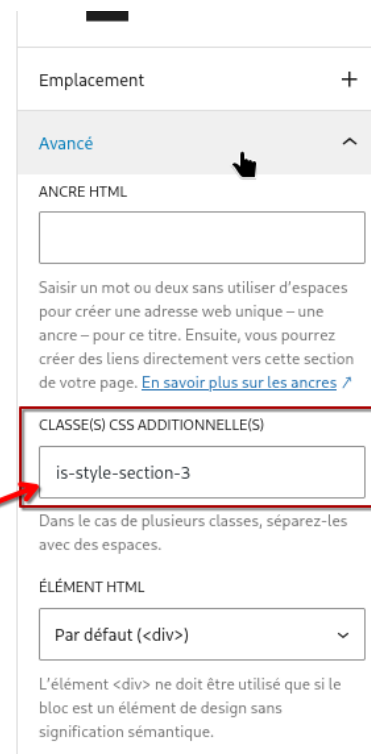 Emplacement
Avancé
ANCRE HTML
Saisir un mot ou deux sans utiliser d’espaces
pour créer une adresse web unique – une
ancre – pour ce titre. Ensuite, vous pourrez
créer des liens directement vers cette section
de votre page. En savoir plus sur les ancres ↗
CLASSE(S) CSS ADDITIONNELLE(S)
is-style-section-3
Dans le cas de plusieurs classes, séparez-les
avec des espaces.
ÉLÉMENT HTML
Par défaut (<div>)
L’élément <div> ne doit être utilisé que si le
bloc est un élément de design sans
signification sémantique.